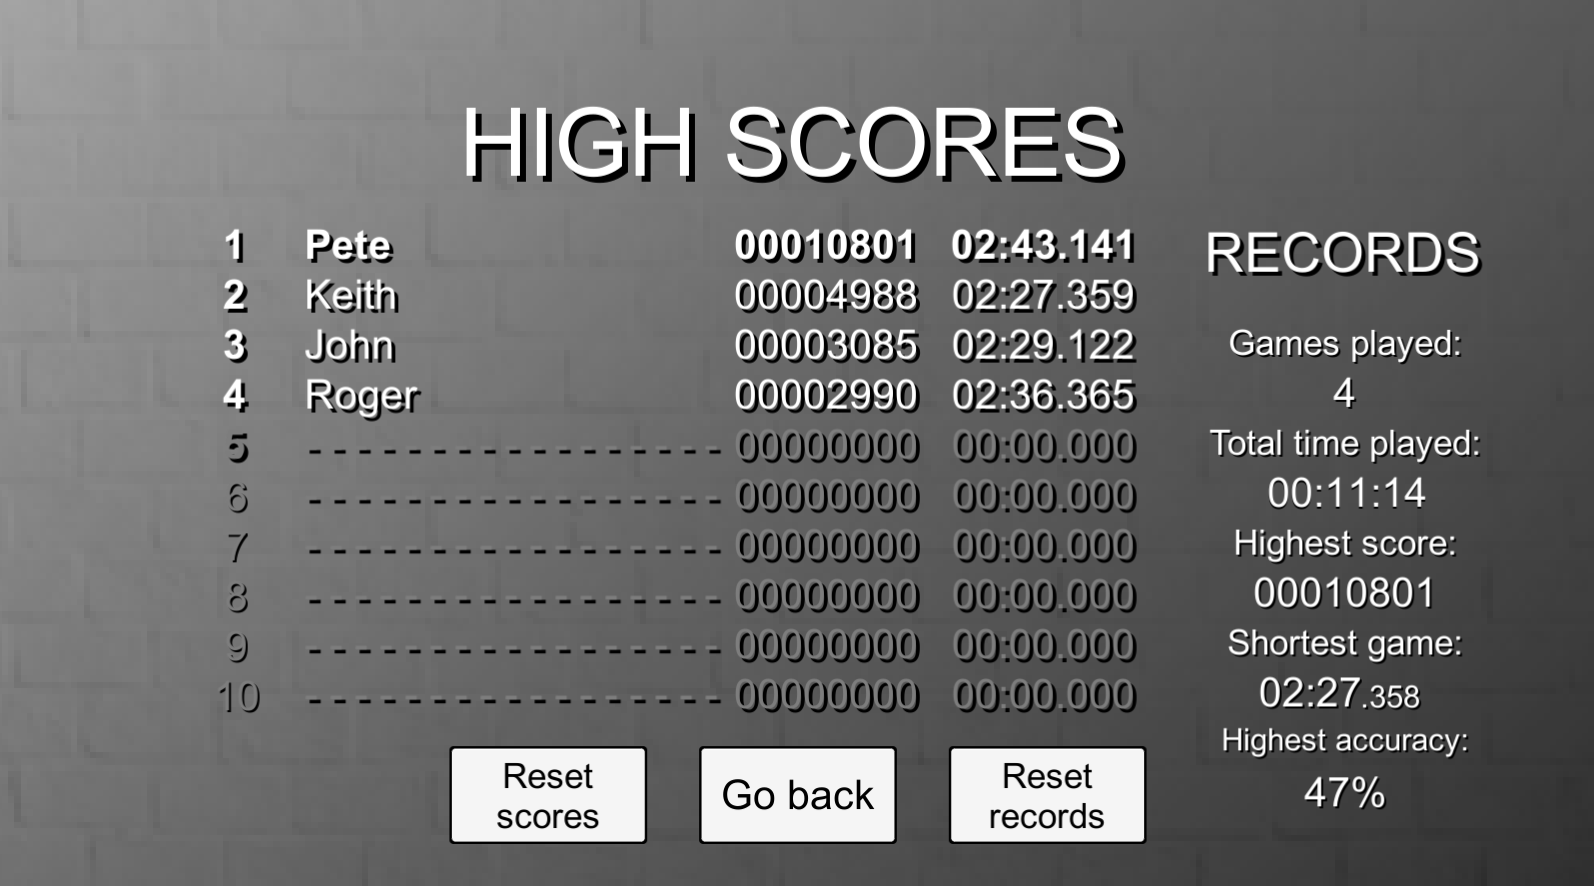 HIGH SCORES
1 Pete 00010801 02:43.141
2 Keith 00004988 02:27.359
3 John 00003085 02:29.122
4 Roger 00002990 02:36.365
5 - - - - - - - - - - - - - - - - - 00000000 00:00.000
6 - - - - - - - - - - - - - - - - - 00000000 00:00.000
7 - - - - - - - - - - - - - - - - - 00000000 00:00.000
8 - - - - - - - - - - - - - - - - - 00000000 00:00.000
9 - - - - - - - - - - - - - - - - - 00000000 00:00.000
10 - - - - - - - - - - - - - - - - - 00000000 00:00.000
RECORDS
Games played:
4
Total time played:
00:11:14
Highest score:
00010801
Shortest game:
02:27.358
Highest accuracy:
47%
Reset
scores
Go back
Reset
records